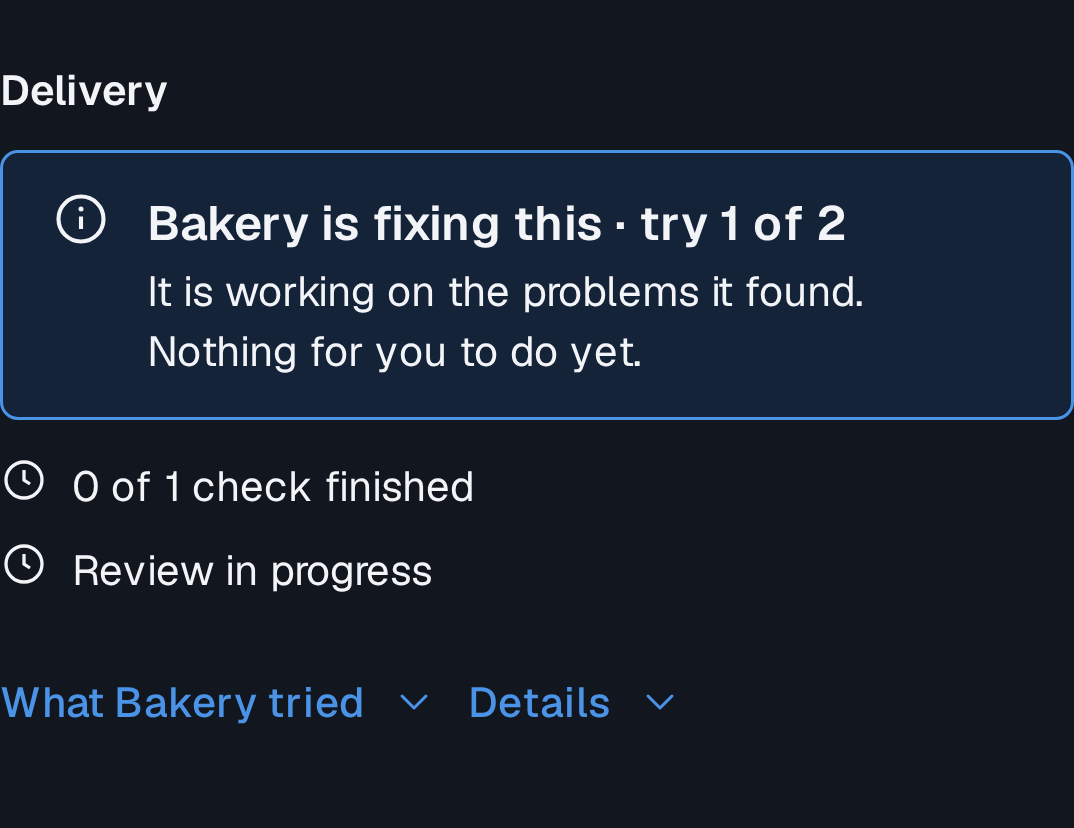 Delivery
Bakery is fixing this · try 1 of 2
It is working on the problems it found.
Nothing for you to do yet.
0 of 1 check finished
Review in progress
What Bakery tried Details